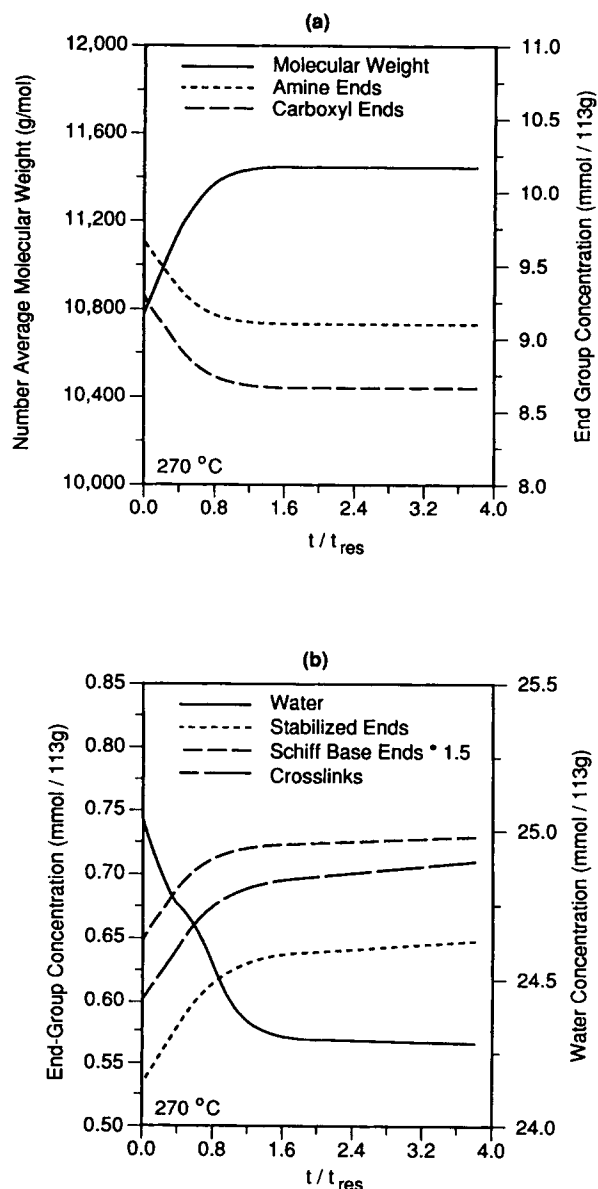 (a)
12,000
11,600
11,200
10,800
10,400
10,000
Number Average Molecular Weight (g/mol)
Molecular Weight
Amine Ends
Carboxyl Ends
270 °C
11.0
10.5
10.0
9.5
9.0
8.5
8.0
End Group Concentration (mmol / 113g)
0.0 0.8 1.6 2.4 3.2 4.0
t / tres
(b)
0.85
0.80
0.75
0.70
0.65
0.60
0.55
0.50
End-Group Concentration (mmol / 113g)
Water
Stabilized Ends
Schiff Base Ends * 1.5
Crosslinks
270 °C
25.5
25.0
24.5
24.0
Water Concentration (mmol / 113g)
0.0 0.8 1.6 2.4 3.2 4.0
t / tres